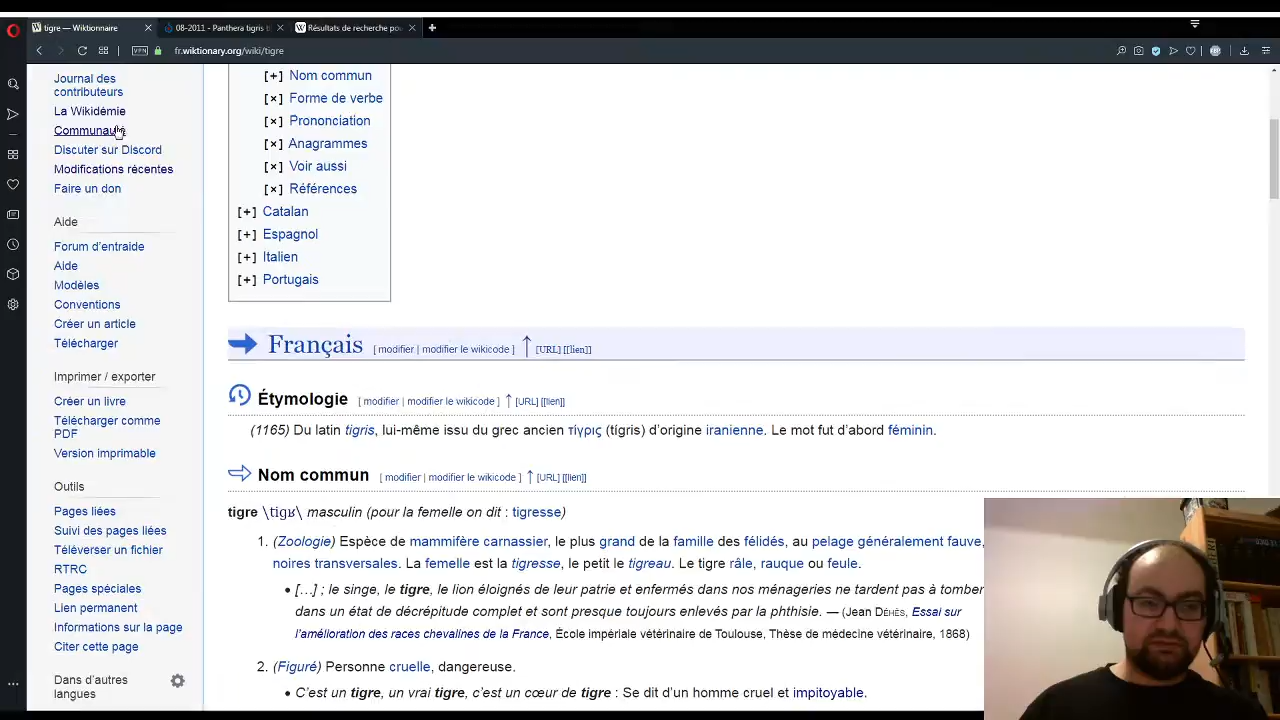 tigre — Wiktionnaire
08-2011 - Panthera tigris ti
Résultats de recherche pou
VPN
fr.wiktionary.org/wiki/tigre
Journal des
contributeurs
La Wikidémie
Communauté
Discuter sur Discord
Modifications récentes
Faire un don
Aide
Forum d'entraide
Aide
Modèles
Conventions
Créer un article
Télécharger
Imprimer / exporter
Créer un livre
Télécharger comme
PDF
Version imprimable
Outils
Pages liées
Suivi des pages liées
Téléverser un fichier
RTRC
Pages spéciales
Lien permanent
Informations sur la page
Citer cette page
Dans d'autres
langues
[+] Nom commun
[×] Forme de verbe
[×] Prononciation
[×] Anagrammes
[×] Voir aussi
[×] Références
[+] Catalan
[+] Espagnol
[+] Italien
[+] Portugais
Français [ modifier | modifier le wikicode ] ↑ [URL] [[lien]]
Étymologie [ modifier | modifier le wikicode ] ↑ [URL] [[lien]]
(1165) Du latin tigris, lui-même issu du grec ancien τίγρις (tigris) d'origine iranienne. Le mot fut d'abord féminin.
Nom commun [ modifier | modifier le wikicode ] ↑ [URL] [[lien]]
tigre \tigʁ\ masculin (pour la femelle on dit : tigresse)
1. (Zoologie) Espèce de mammifère carnassier, le plus grand de la famille des félidés, au pelage généralement fauve,
noires transversales. La femelle est la tigresse, le petit le tigreau. Le tigre râle, rauque ou feule.
• […] ; le singe, le tigre, le lion éloignés de leur patrie et enfermés dans nos ménageries ne tardent pas à tomber
dans un état de décrépitude complet et sont presque toujours enlevés par la phthisie. — (Jean Déhès, Essai sur
l'amélioration des races chevalines de la France, École impériale vétérinaire de Toulouse, Thèse de médecine vétérinaire, 1868)
2. (Figuré) Personne cruelle, dangereuse.
• C'est un tigre, un vrai tigre, c'est un cœur de tigre : Se dit d'un homme cruel et impitoyable.